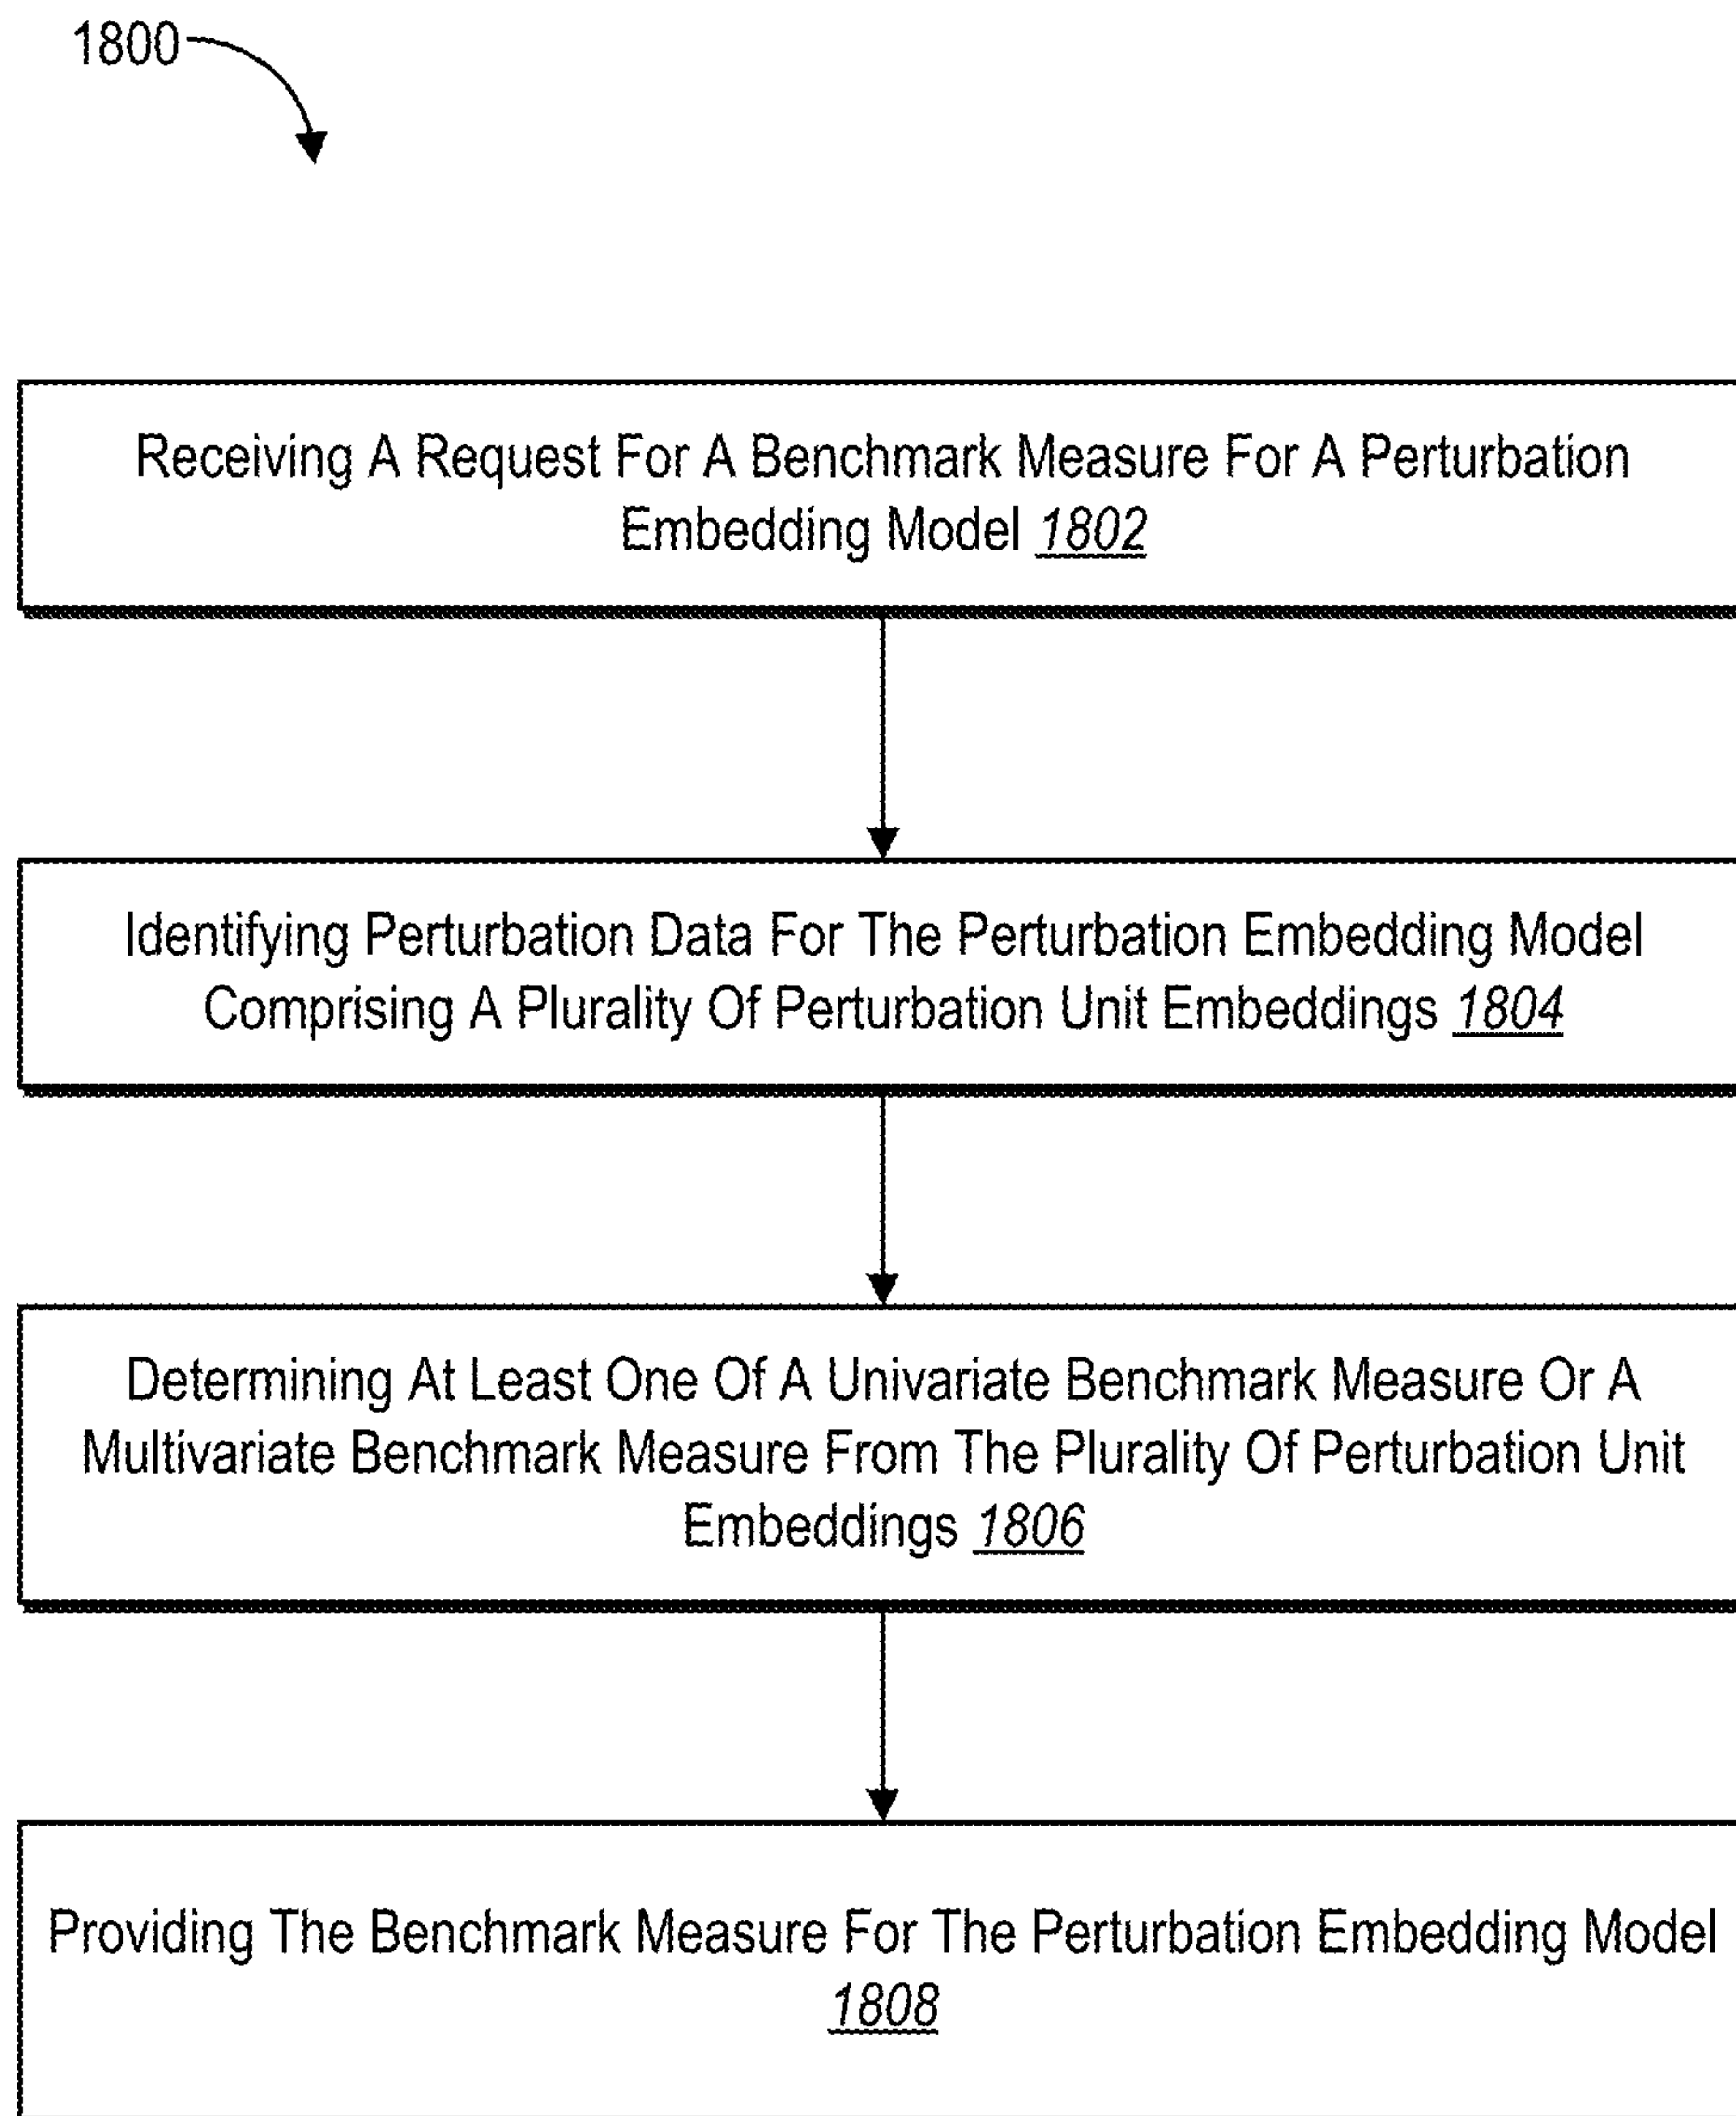 1800
Receiving A Request For A Benchmark Measure For A Perturbation
Embedding Model 1802
Identifying Perturbation Data For The Perturbation Embedding Model
Comprising A Plurality Of Perturbation Unit Embeddings 1804
Determining At Least One Of A Univariate Benchmark Measure Or A
Multivariate Benchmark Measure From The Plurality Of Perturbation Unit
Embeddings 1806
Providing The Benchmark Measure For The Perturbation Embedding Model
1808